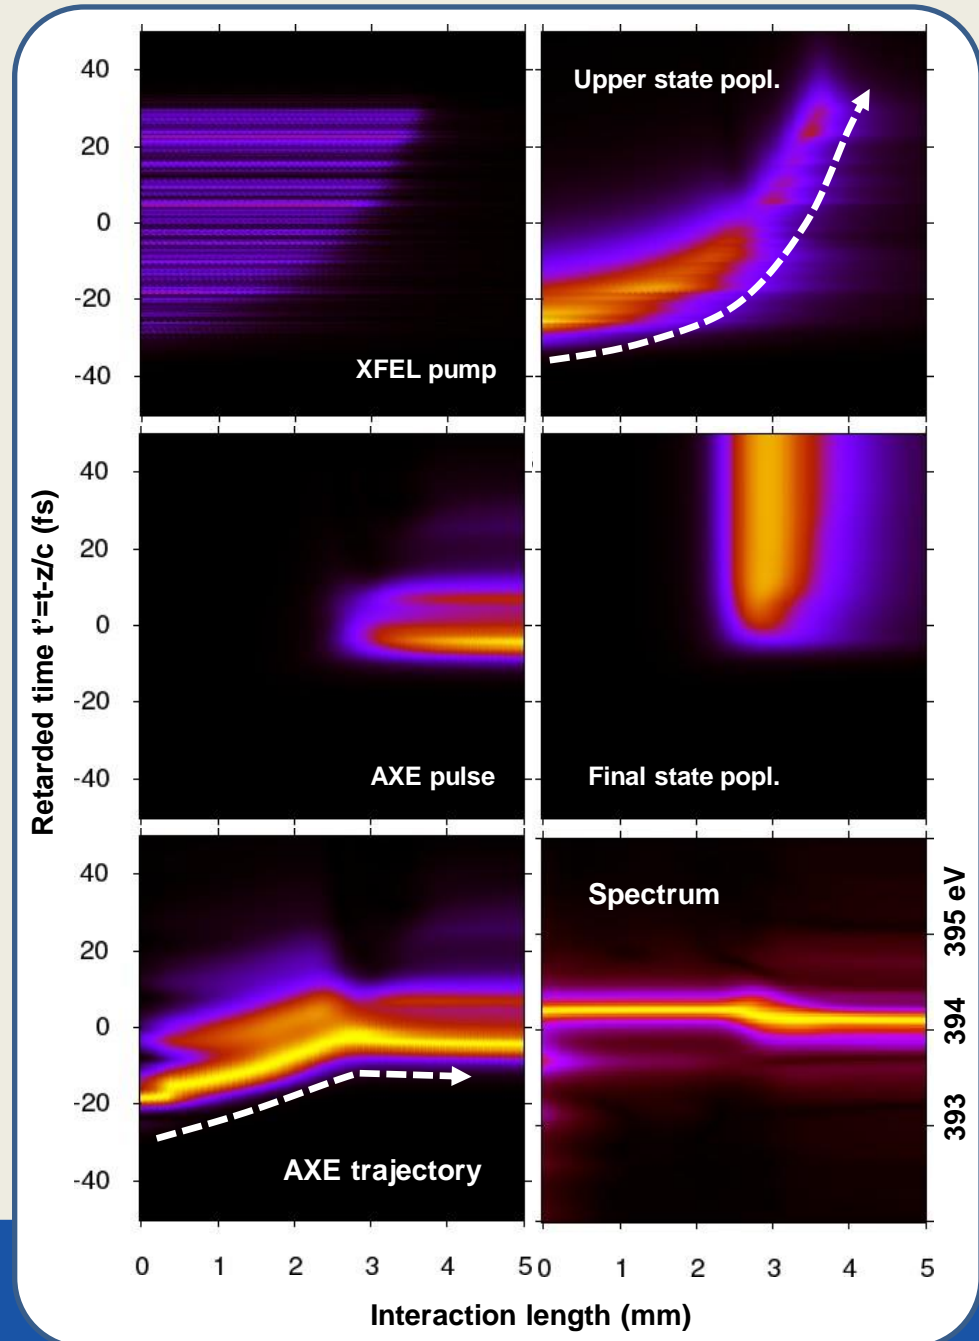 Retarded time t'=t-z/c (fs)
40
20
0
-20
-40
XFEL pump
Upper state popl.
40
20
0
-20
-40
AXE pulse
Final state popl.
40
20
0
-20
-40
AXE trajectory
Spectrum
395 eV
394
393
0 1 2 3 4 5
0 1 2 3 4 5
Interaction length (mm)